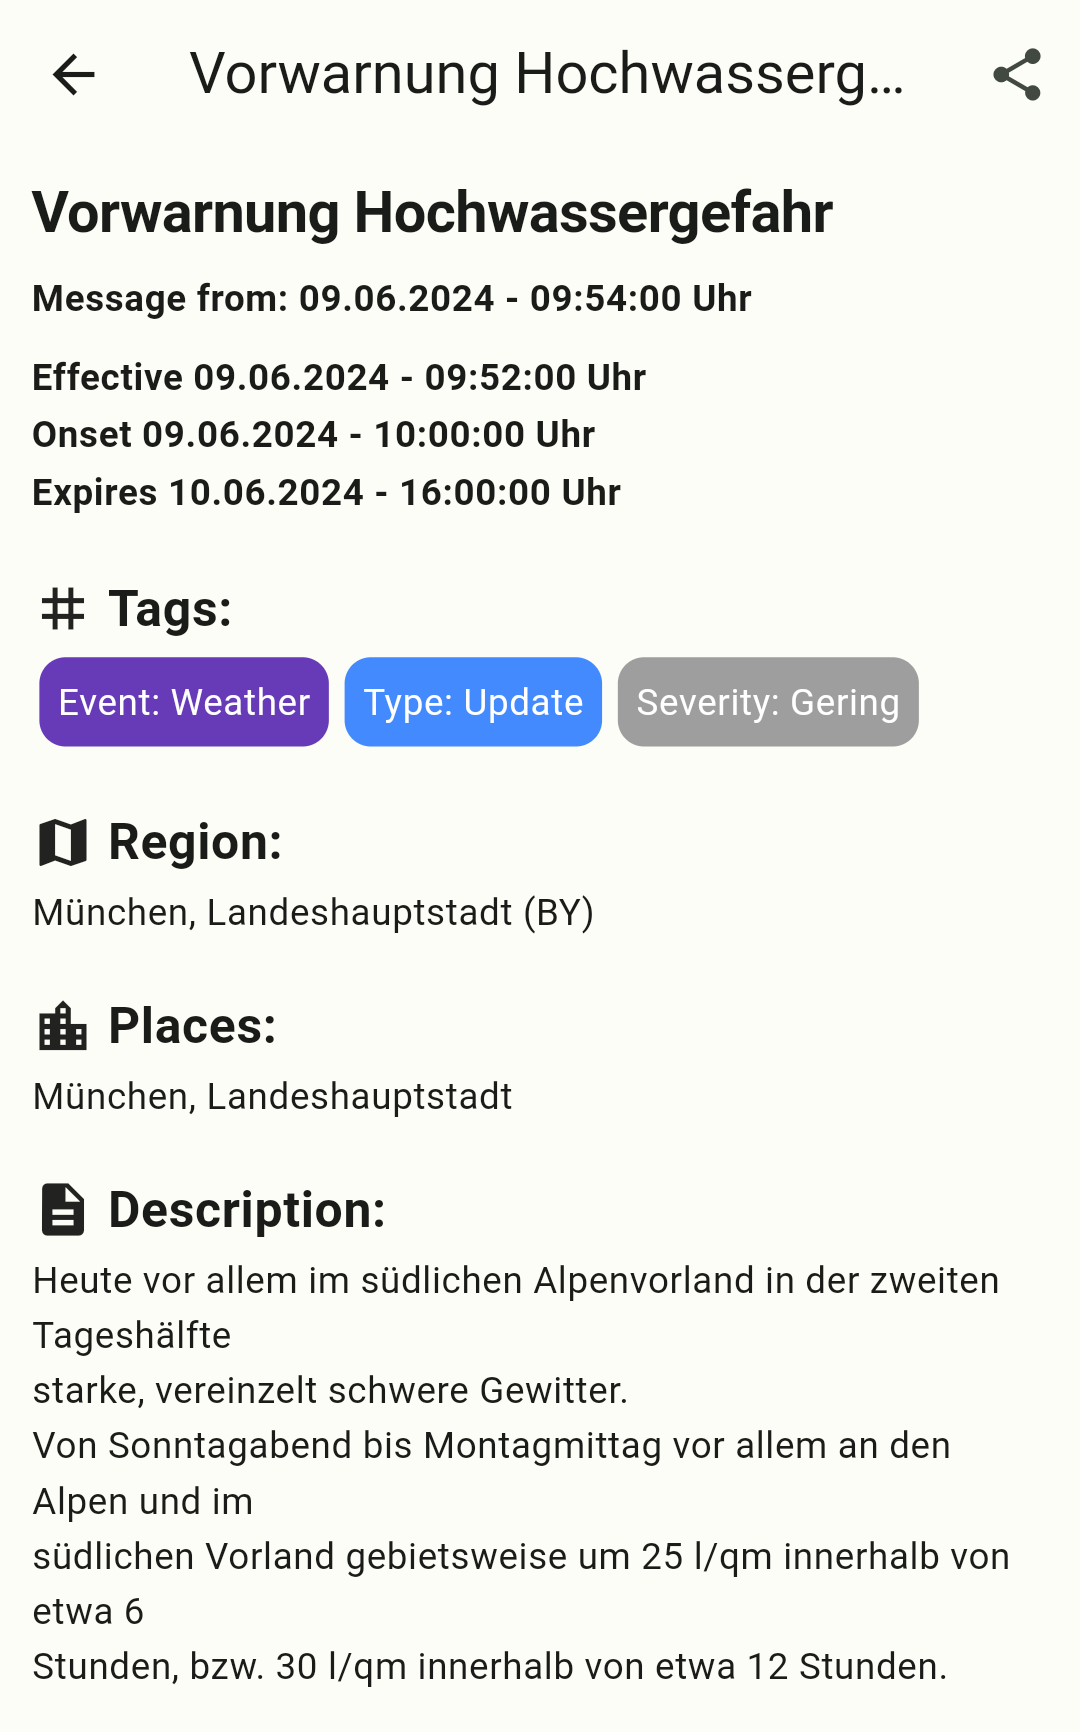 Vorwarnung Hochwasserg...
Vorwarnung Hochwassergefahr
Message from: 09.06.2024 - 09:54:00 Uhr
Effective 09.06.2024 - 09:52:00 Uhr
Onset 09.06.2024 - 10:00:00 Uhr
Expires 10.06.2024 - 16:00:00 Uhr
Tags:
Event: Weather Type: Update Severity: Gering
Region:
München, Landeshauptstadt (BY)
Places:
München, Landeshauptstadt
Description:
Heute vor allem im südlichen Alpenvorland in der zweiten
Tageshälfte
starke, vereinzelt schwere Gewitter.
Von Sonntagabend bis Montagmittag vor allem an den
Alpen und im
südlichen Vorland gebietsweise um 25 l/qm innerhalb von
etwa 6
Stunden, bzw. 30 l/qm innerhalb von etwa 12 Stunden.